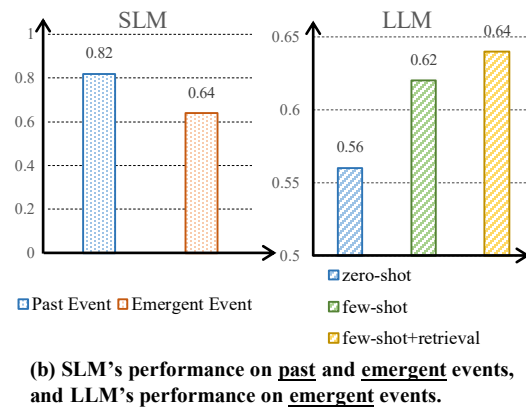 SLM
1
0.8
0.6
0.4
0.2
0
0.82
0.64
Past Event
Emergent Event
LLM
0.65
0.6
0.55
0.5
0.56
0.62
0.64
zero-shot
few-shot
few-shot+retrieval
(b) SLM's performance on past and emergent events,
and LLM's performance on emergent events.